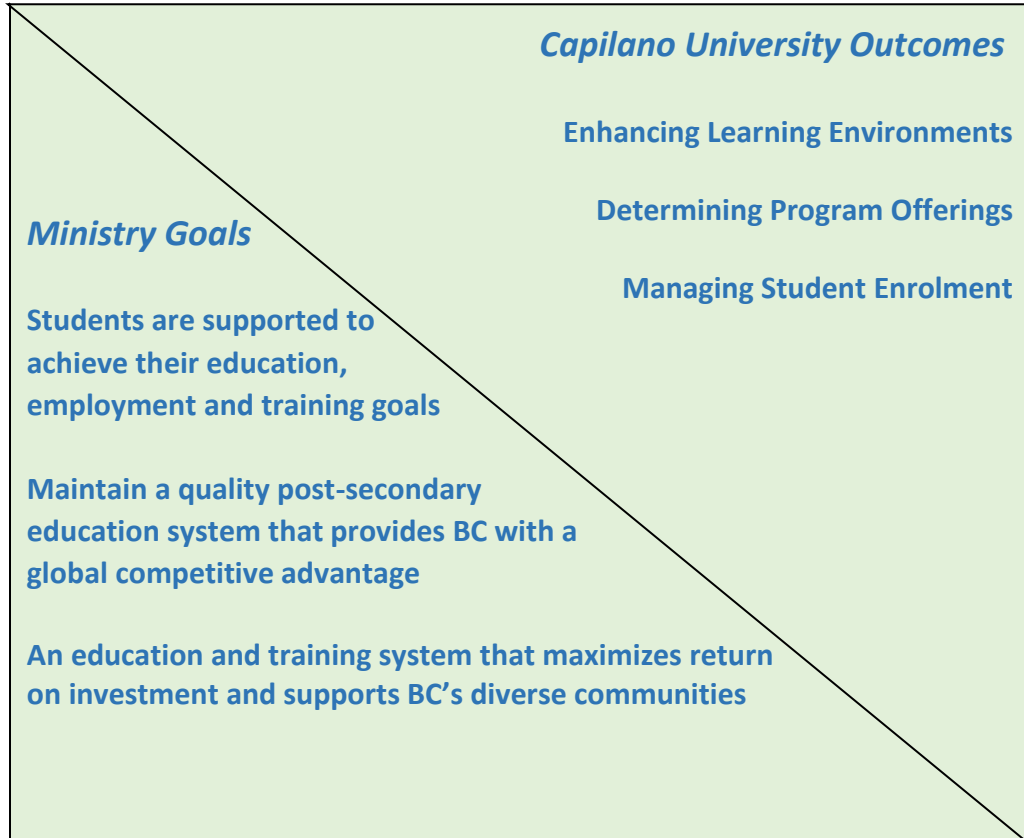 Capilano University Outcomes
Enhancing Learning Environments
Determining Program Offerings
Managing Student Enrolment
Ministry Goals
Students are supported to
achieve their education,
employment and training goals
Maintain a quality post-secondary
education system that provides BC with a
global competitive advantage
An education and training system that maximizes return
on investment and supports BC’s diverse communities